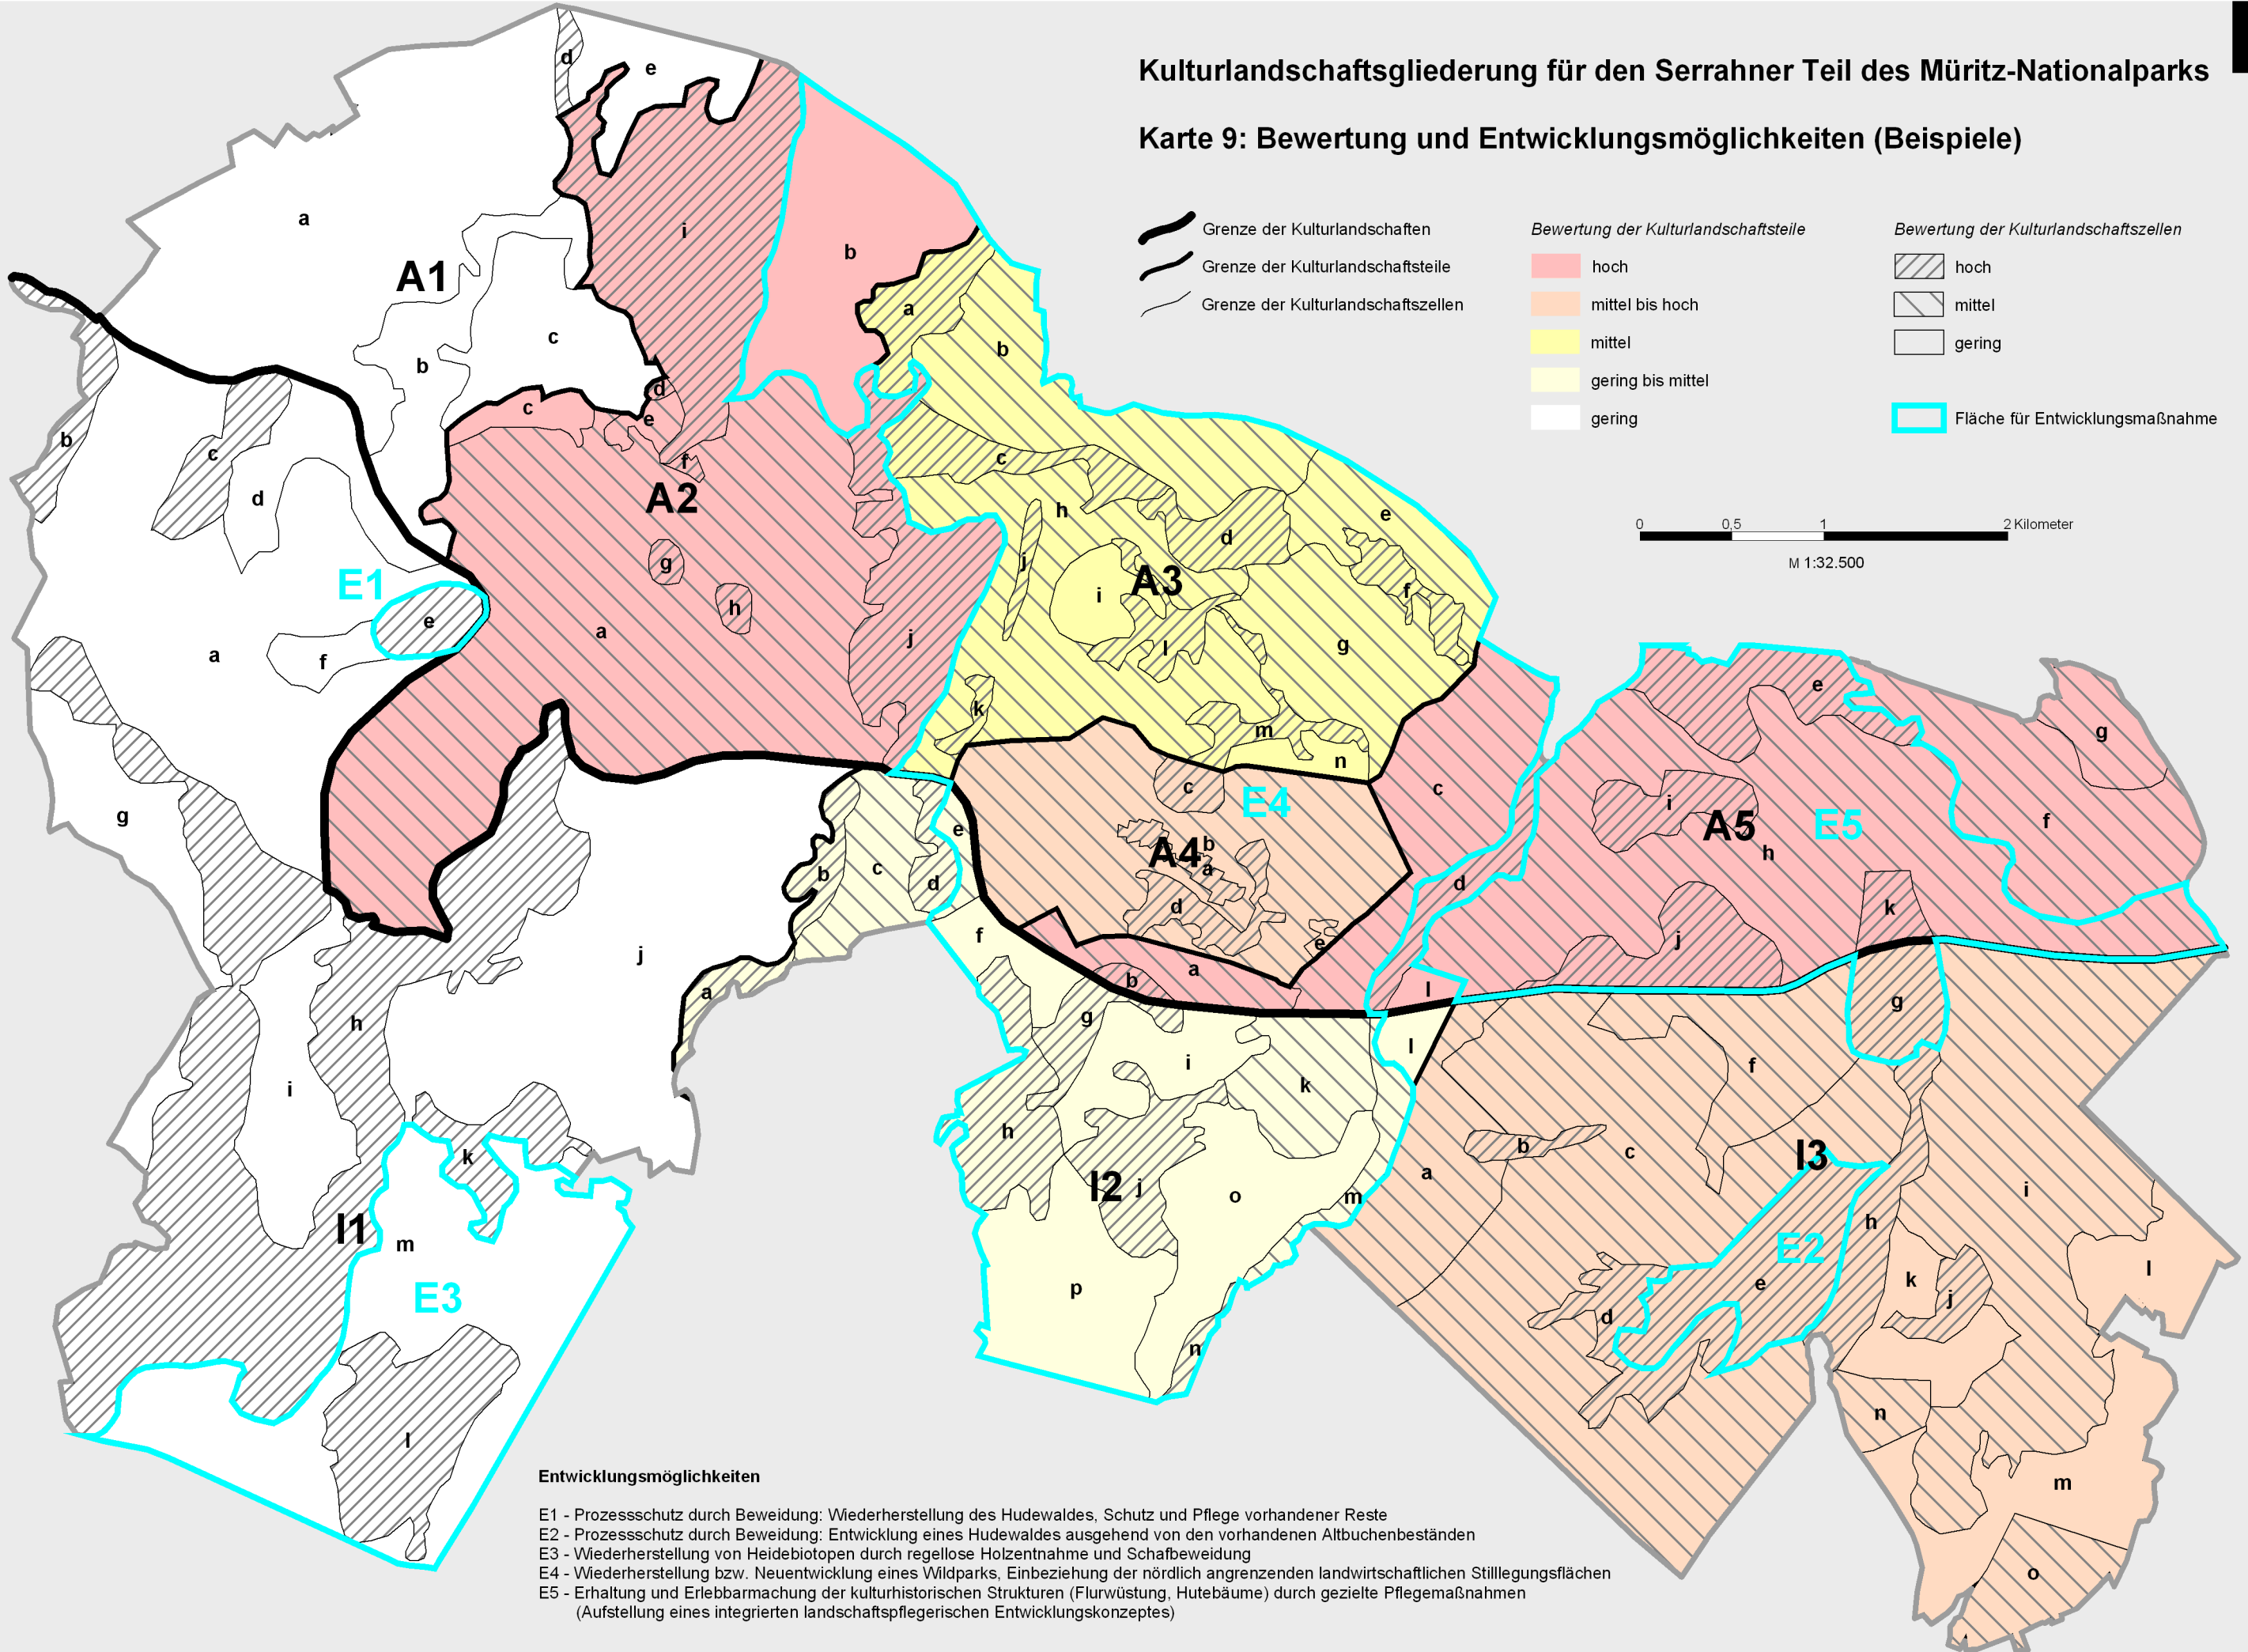 Kulturlandschaftsgliederung für den Serrahner Teil des Müritz-Nationalparks
Karte 9: Bewertung und Entwicklungsmöglichkeiten (Beispiele)
Grenze der Kulturlandschaften
Grenze der Kulturlandschaftsteile
Grenze der Kulturlandschaftszellen
Bewertung der Kulturlandschaftsteile
hoch
mittel bis hoch
mittel
gering bis mittel
gering
Bewertung der Kulturlandschaftszellen
hoch
mittel
gering
Fläche für Entwicklungsmaßnahme
0 0,5 1 2 Kilometer
M 1:32.500
A1
a
b
c
d
e
A2
a
b
c
d
e
f
g
h
i
j
A3
a
b
c
d
e
f
g
h
i
j
k
l
m
n
A4
a
b
c
d
e
E4
A5
a
b
c
d
e
f
g
h
i
j
k
l
E5
I1
a
b
c
d
e
f
g
h
i
j
k
l
m
E1
E3
I2
a
b
c
d
e
f
g
h
i
j
k
l
m
n
o
p
I3
a
b
c
d
e
f
g
h
i
j
k
l
m
n
o
E2
Entwicklungsmöglichkeiten
E1 - Prozessschutz durch Beweidung: Wiederherstellung des Hudewaldes, Schutz und Pflege vorhandener Reste
E2 - Prozessschutz durch Beweidung: Entwicklung eines Hudewaldes ausgehend von den vorhandenen Altbuchenbeständen
E3 - Wiederherstellung von Heidebiotopen durch regellose Holzentnahme und Schafbeweidung
E4 - Wiederherstellung bzw. Neuentwicklung eines Wildparks, Einbeziehung der nördlich angrenzenden landwirtschaftlichen Stilllegungsflächen
E5 - Erhaltung und Erlebbarmachung der kulturhistorischen Strukturen (Flurwüstung, Hutebäume) durch gezielte Pflegemaßnahmen
(Aufstellung eines integrierten landschaftspflegerischen Entwicklungskonzeptes)